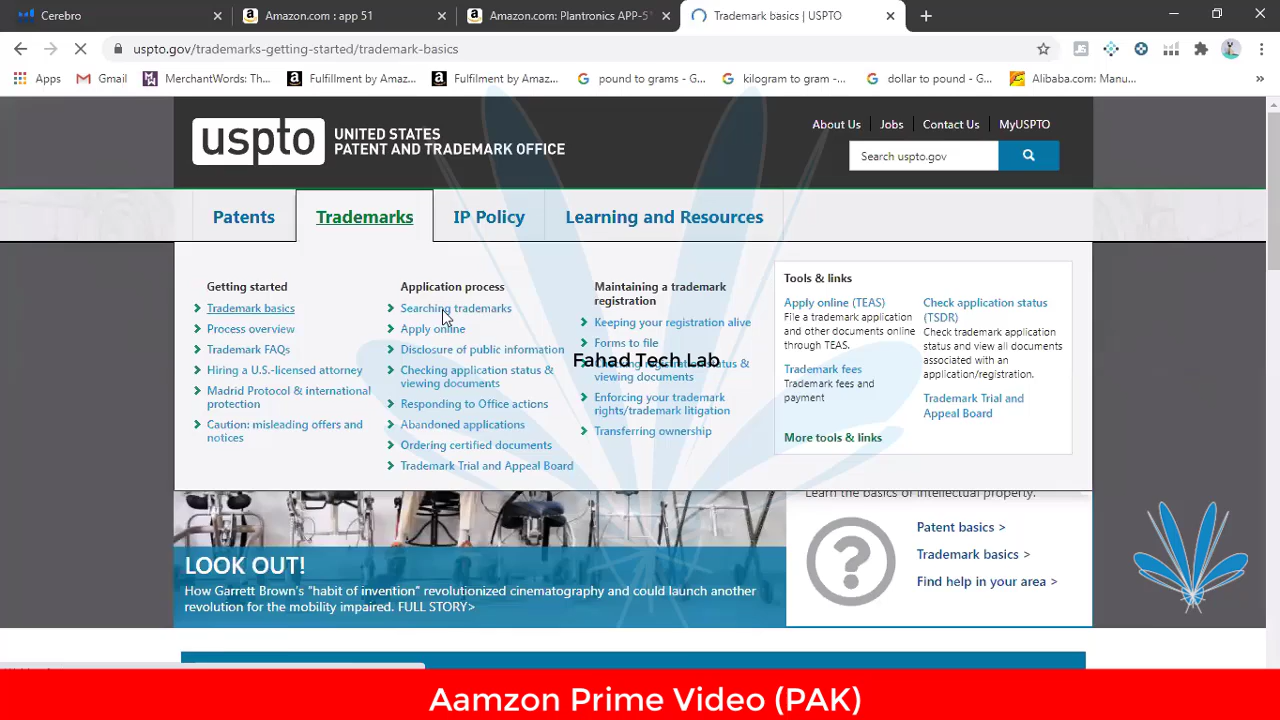 Cerebro
Amazon.com : app 51
Amazon.com: Plantronics APP-5
Trademark basics | USPTO
uspto.gov/trademarks-getting-started/trademark-basics
Apps
Gmail
MerchantWords: Th...
Fulfillment by Amaz...
Fulfilment by Amaz...
pound to grams - G...
kilogram to gram -...
dollar to pound - G...
Alibaba.com: Manu...
»
About Us
Jobs
Contact Us
MyUSPTO
uspto
UNITED STATES
PATENT AND TRADEMARK OFFICE
Search uspto.gov
Patents
Trademarks
IP Policy
Learning and Resources
Getting started
Trademark basics
Process overview
Trademark FAQs
Hiring a U.S.-licensed attorney
Madrid Protocol & international
protection
Caution: misleading offers and
notices
Application process
Searching trademarks
Apply online
Disclosure of public information
Checking application status &
viewing documents
Responding to Office actions
Abandoned applications
Ordering certified documents
Trademark Trial and Appeal Board
Maintaining a trademark
registration
Keeping your registration alive
Forms to file
Checking registration status &
viewing documents
Enforcing your trademark
rights/trademark litigation
Transferring ownership
Fahad Tech Lab
Tools & links
Apply online (TEAS)
File a trademark application
and other documents online
through TEAS.
Trademark fees
Trademark fees and
payment
More tools & links
Check application status
(TSDR)
Check trademark status
and view all documents
associated with an
application/registration.
Trademark Trial and
Appeal Board
Learn the basics of intellectual property.
Patent basics >
Trademark basics >
Find help in your area >
LOOK OUT!
How Garrett Brown's "habit of invention" revolutionized cinematography and could launch another
revolution for the mobility impaired. FULL STORY>
Aamzon Prime Video (PAK)